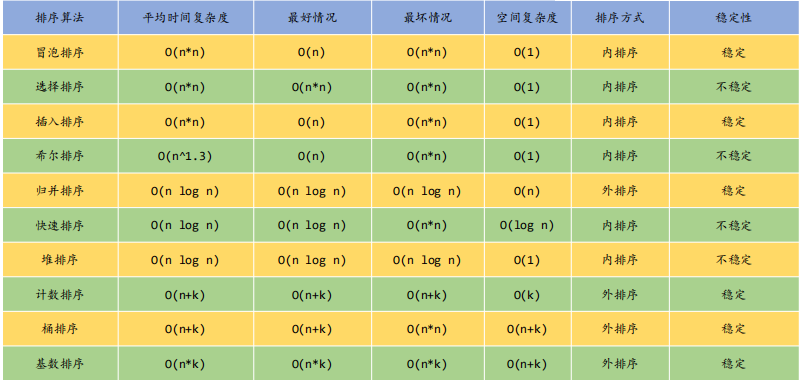 排序算法 平均时间复杂度 最好情况 最坏情况 空间复杂度 排序方式 稳定性
冒泡排序 O(n*n) O(n) O(n*n) O(1) 内排序 稳定
选择排序 O(n*n) O(n*n) O(n*n) O(1) 内排序 不稳定
插入排序 O(n*n) O(n) O(n*n) O(1) 内排序 稳定
希尔排序 O(n^1.3) O(n) O(n*n) O(1) 内排序 不稳定
归并排序 O(n log n) O(n log n) O(n log n) O(n) 外排序 稳定
快速排序 O(n log n) O(n log n) O(n*n) O(log n) 内排序 不稳定
堆排序 O(n log n) O(n log n) O(n log n) O(1) 内排序 不稳定
计数排序 O(n+k) O(n+k) O(n+k) O(k) 外排序 稳定
桶排序 O(n+k) O(n+k) O(n*n) O(n+k) 外排序 稳定
基数排序 O(n*k) O(n*k) O(n*k) O(n+k) 外排序 稳定